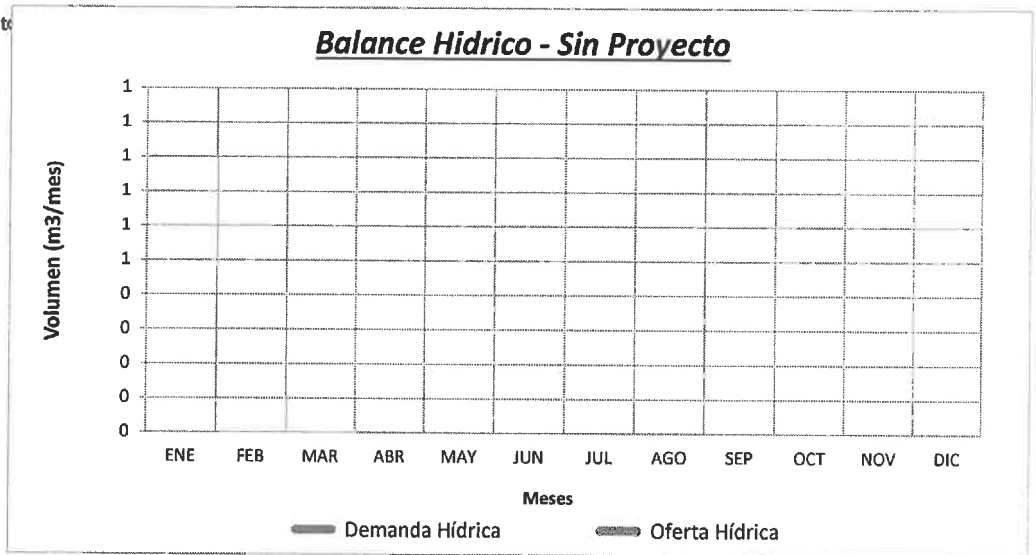 to
Balance Hidrico - Sin Proyecto
Volumen (m3/mes)
1
1
1
1
1
1
0
0
0
0
0
ENE FEB MAR ABR MAY JUN JUL AGO SEP OCT NOV DIC
Meses
Demanda Hídrica Oferta Hídrica